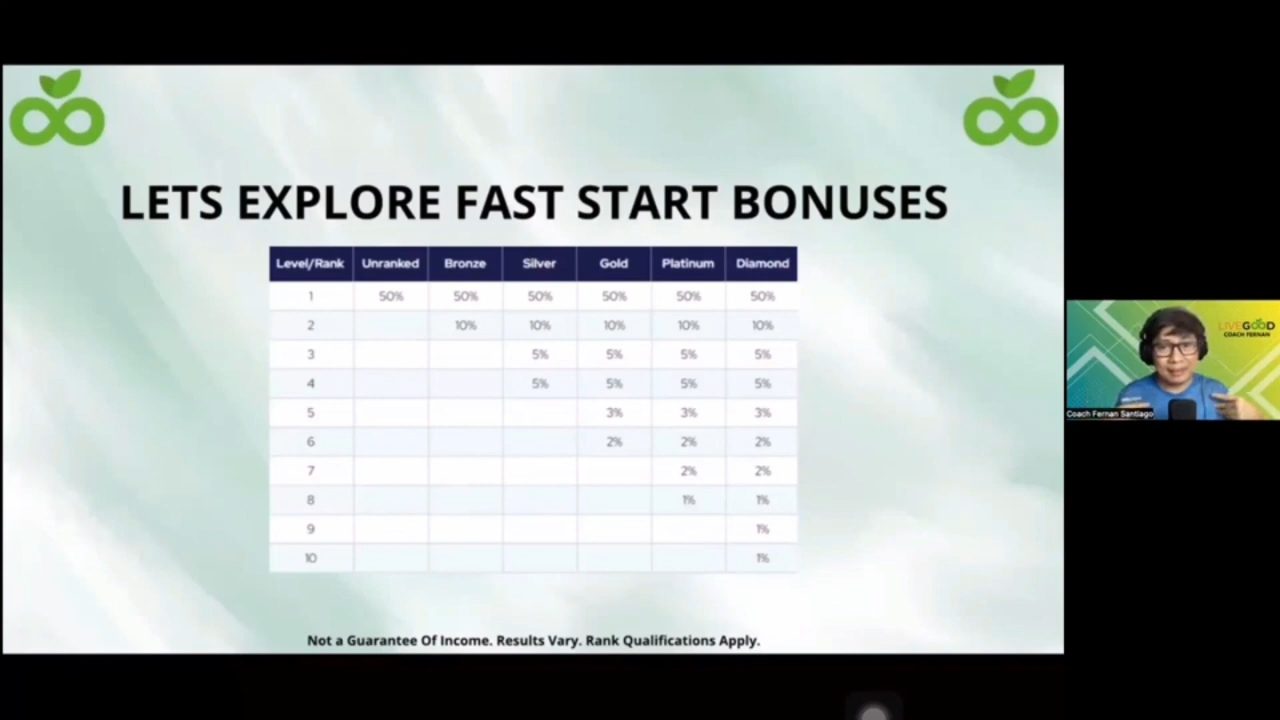 LETS EXPLORE FAST START BONUSES
Level/Rank Unranked Bronze Silver Gold Platinum Diamond
1 50% 50% 50% 50% 50% 50%
2 10% 10% 10% 10% 10%
3 5% 5% 5% 5%
4 5% 5% 5% 5%
5 3% 3% 3%
6 2% 2% 2%
7 2% 2%
8 1% 1%
9 1%
10 1%
Not a Guarantee Of Income. Results Vary. Rank Qualifications Apply.
LIVEGOOD
COACH FERNAN
Coach Fernan Santiago